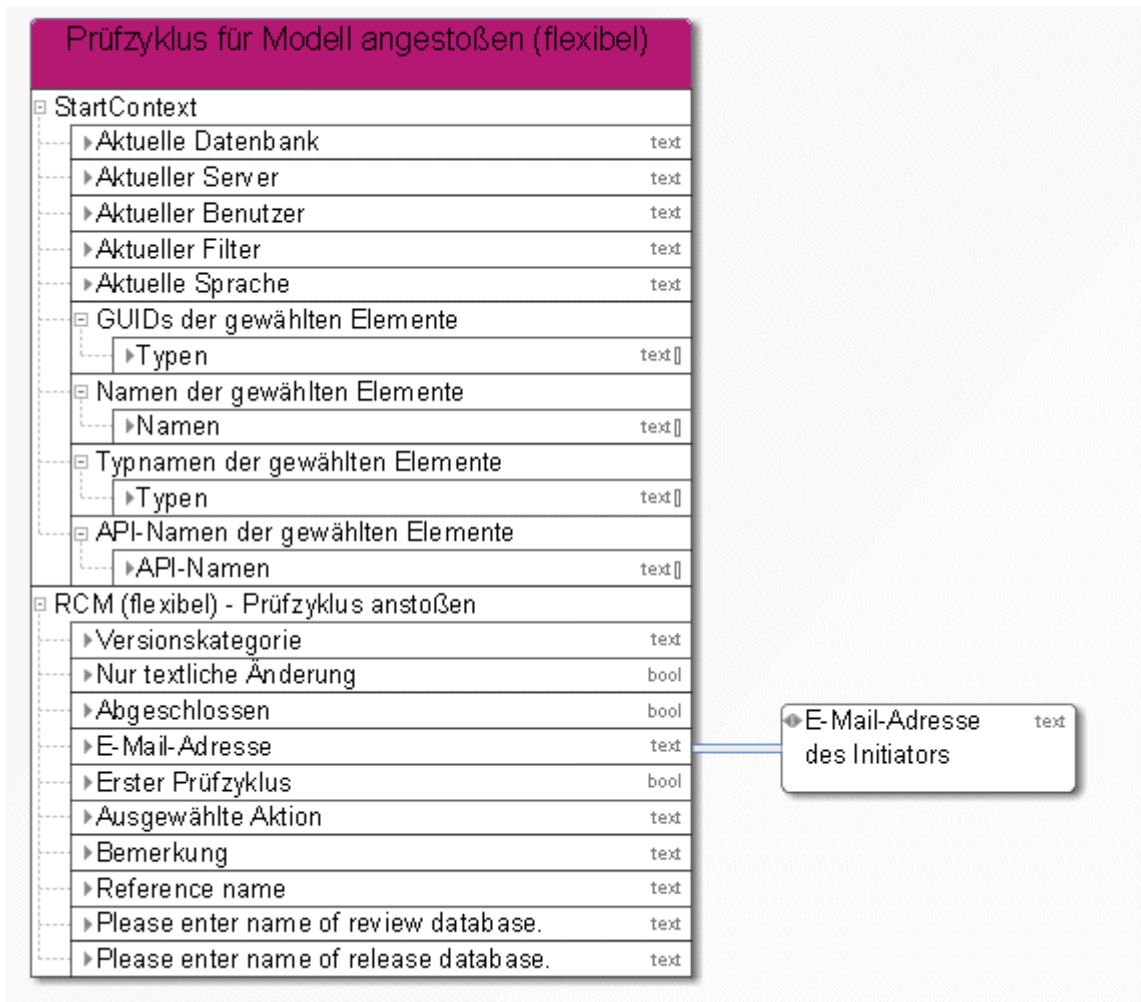 Prüfzyklus für Modell angestoßen (flexibel)
StartContext
Aktuelle Datenbank text
Aktueller Server text
Aktueller Benutzer text
Aktueller Filter text
Aktuelle Sprache text
GUIDs der gewählten Elemente
Typen text[]
Namen der gewählten Elemente
Namen text[]
Typnamen der gewählten Elemente
Typen text[]
API-Namen der gewählten Elemente
API-Namen text[]
RCM (flexibel) - Prüfzyklus anstoßen
Versionskategorie text
Nur textliche Änderung bool
Abgeschlossen bool
E-Mail-Adresse text
Erster Prüfzyklus bool
Ausgewählte Aktion text
Bemerkung text
Reference name text
Please enter name of review database. text
Please enter name of release database. text
E-Mail-Adresse text
des Initiators